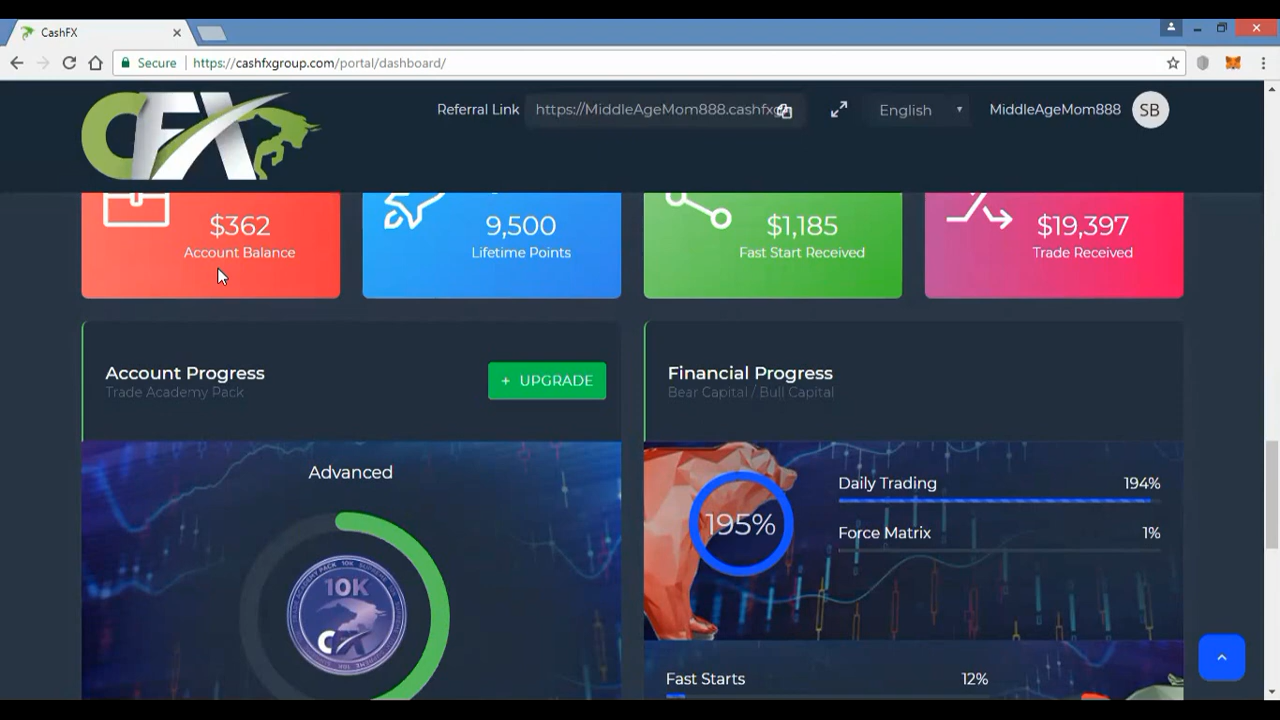 CashFX
Secure
https://cashfxgroup.com/portal/dashboard/
CFX
Referral Link
https://MiddleAgeMom888.cashfxg
English
MiddleAgeMom888
SB
$362
Account Balance
9,500
Lifetime Points
$1,185
Fast Start Received
$19,397
Trade Received
Account Progress
Trade Academy Pack
+ UPGRADE
Financial Progress
Bear Capital / Bull Capital
Advanced
10K
195%
Daily Trading
194%
Force Matrix
1%
Fast Starts
12%